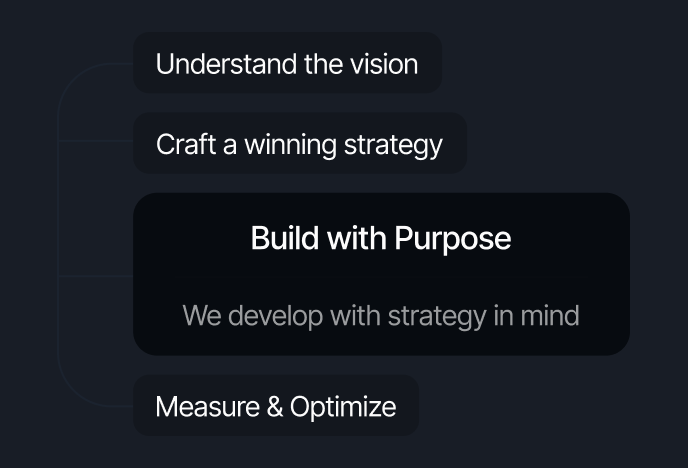 Understand the vision
Craft a winning strategy
Build with Purpose
We develop with strategy in mind
Measure & Optimize